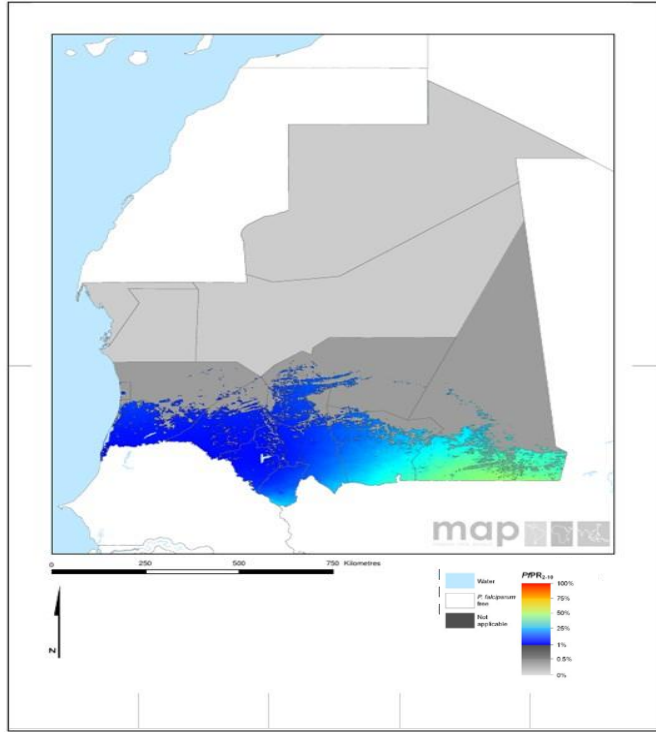 map
0 250 500 750 Kilometres
Water
P. falciparum
free
Not
applicable
PfPR2-10
100%
75%
50%
25%
1%
0.5%
0%
N